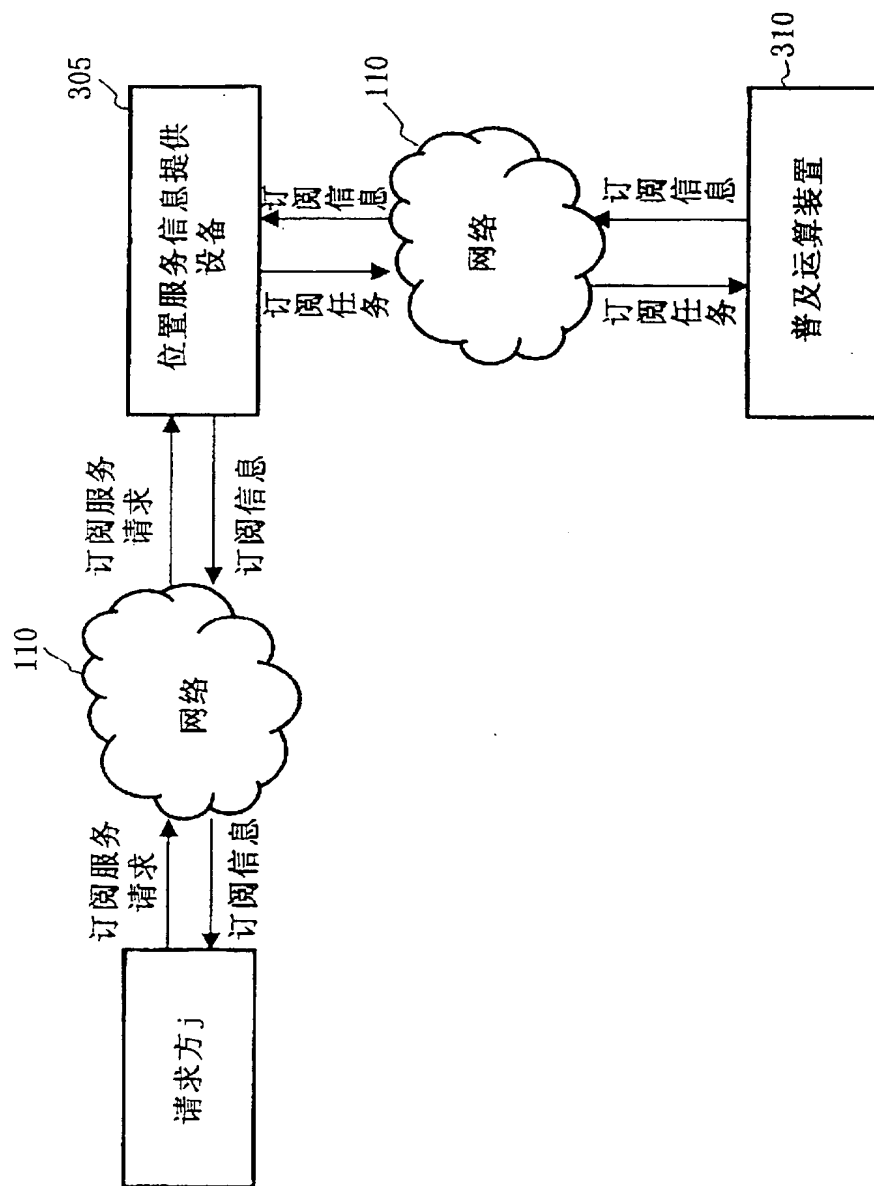 305
位置服务信息提供
设备
订阅服务
请求
订阅信息
110
网络
订阅服务
请求
订阅信息
请求方j
订阅任务
订阅信息
110
网络
订阅任务
订阅信息
310
普及运算装置